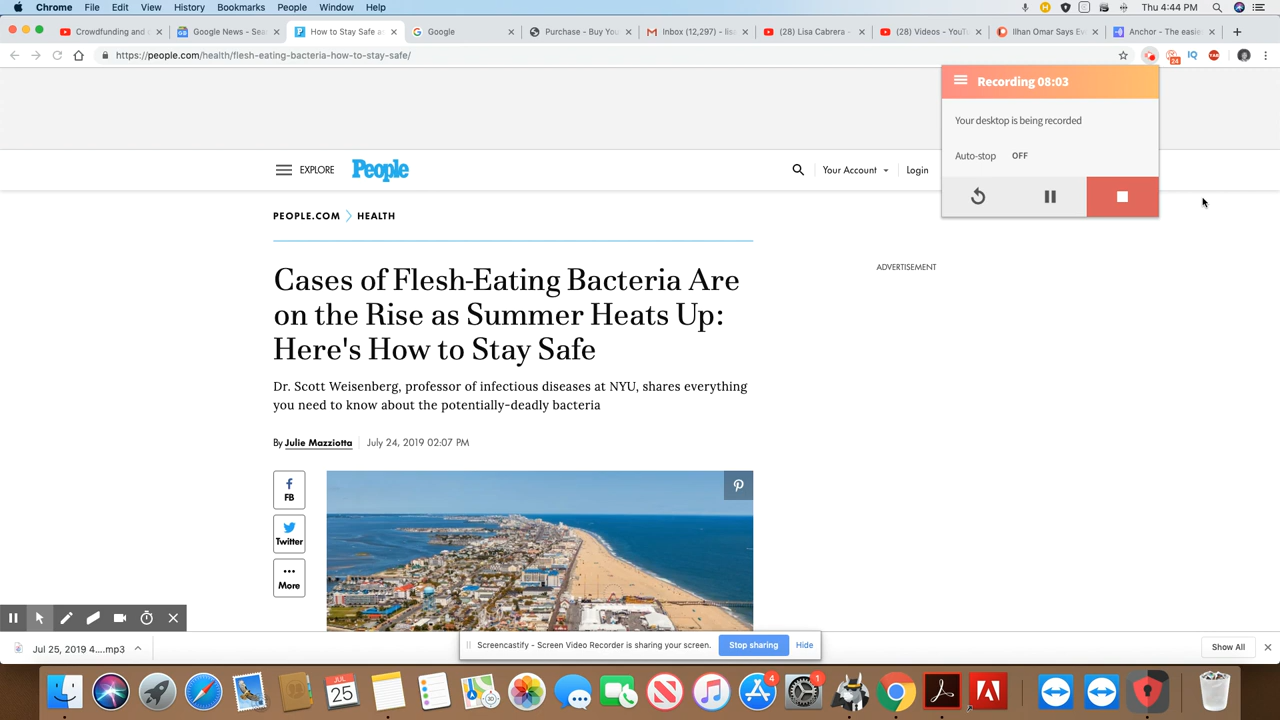 Chrome File Edit View History Bookmarks People Window Help
Thu 4:44 PM
Crowdfunding and
Google News - Sea
How to Stay Safe a
Google
Purchase - Buy You
Inbox (12,297) - lisa
(28) Lisa Cabrera -
(28) Videos - YouT
Ilhan Omar Says Ev
Anchor - The easie
https://people.com/health/flesh-eating-bacteria-how-to-stay-safe/
24
IQ
Recording 08:03
Your desktop is being recorded
Auto-stop OFF
EXPLORE
People
Your Account
Login
PEOPLE.COM
HEALTH
Cases of Flesh-Eating Bacteria Are
on the Rise as Summer Heats Up:
Here's How to Stay Safe
ADVERTISEMENT
Dr. Scott Weisenberg, professor of infectious diseases at NYU, shares everything
you need to know about the potentially-deadly bacteria
By Julie Mazziotta
July 24, 2019 02:07 PM
FB
Twitter
More
Screencastify - Screen Video Recorder is sharing your screen.
Stop sharing
Hide
Jul 25, 2019 4....mp3
Show All
JUL
25
4
1